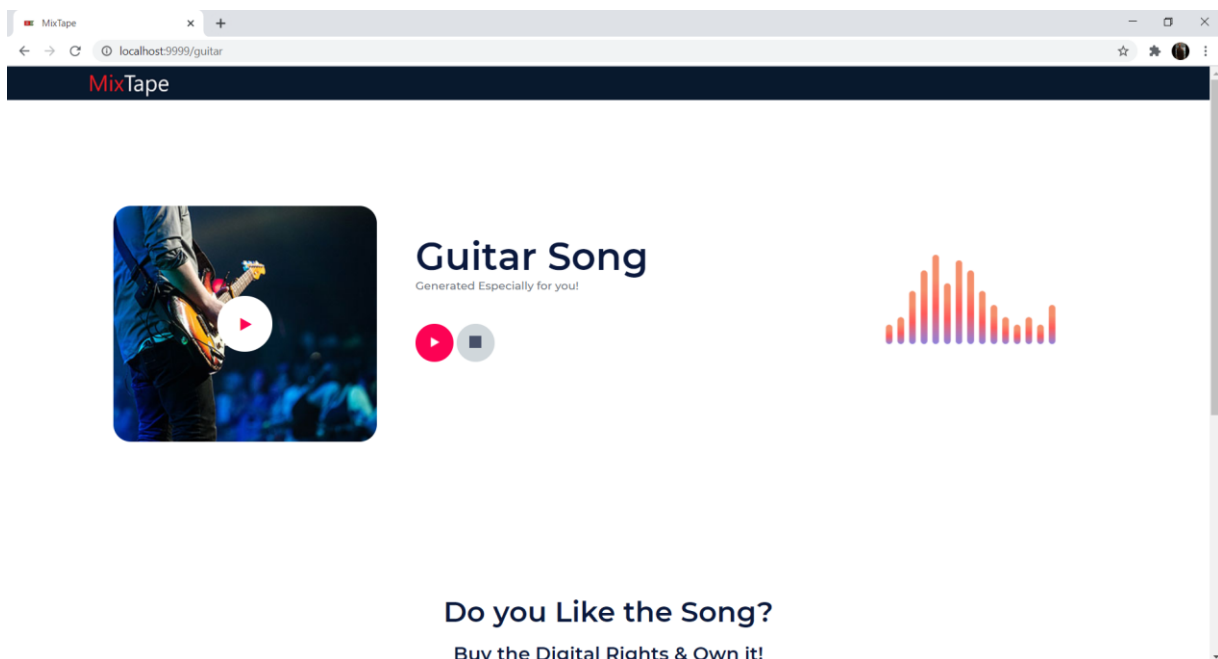 MixTape
localhost:9999/guitar
MixTape
Guitar Song
Generated Especially for you!
Do you Like the Song?
Buy the Digital Rights & Own it!